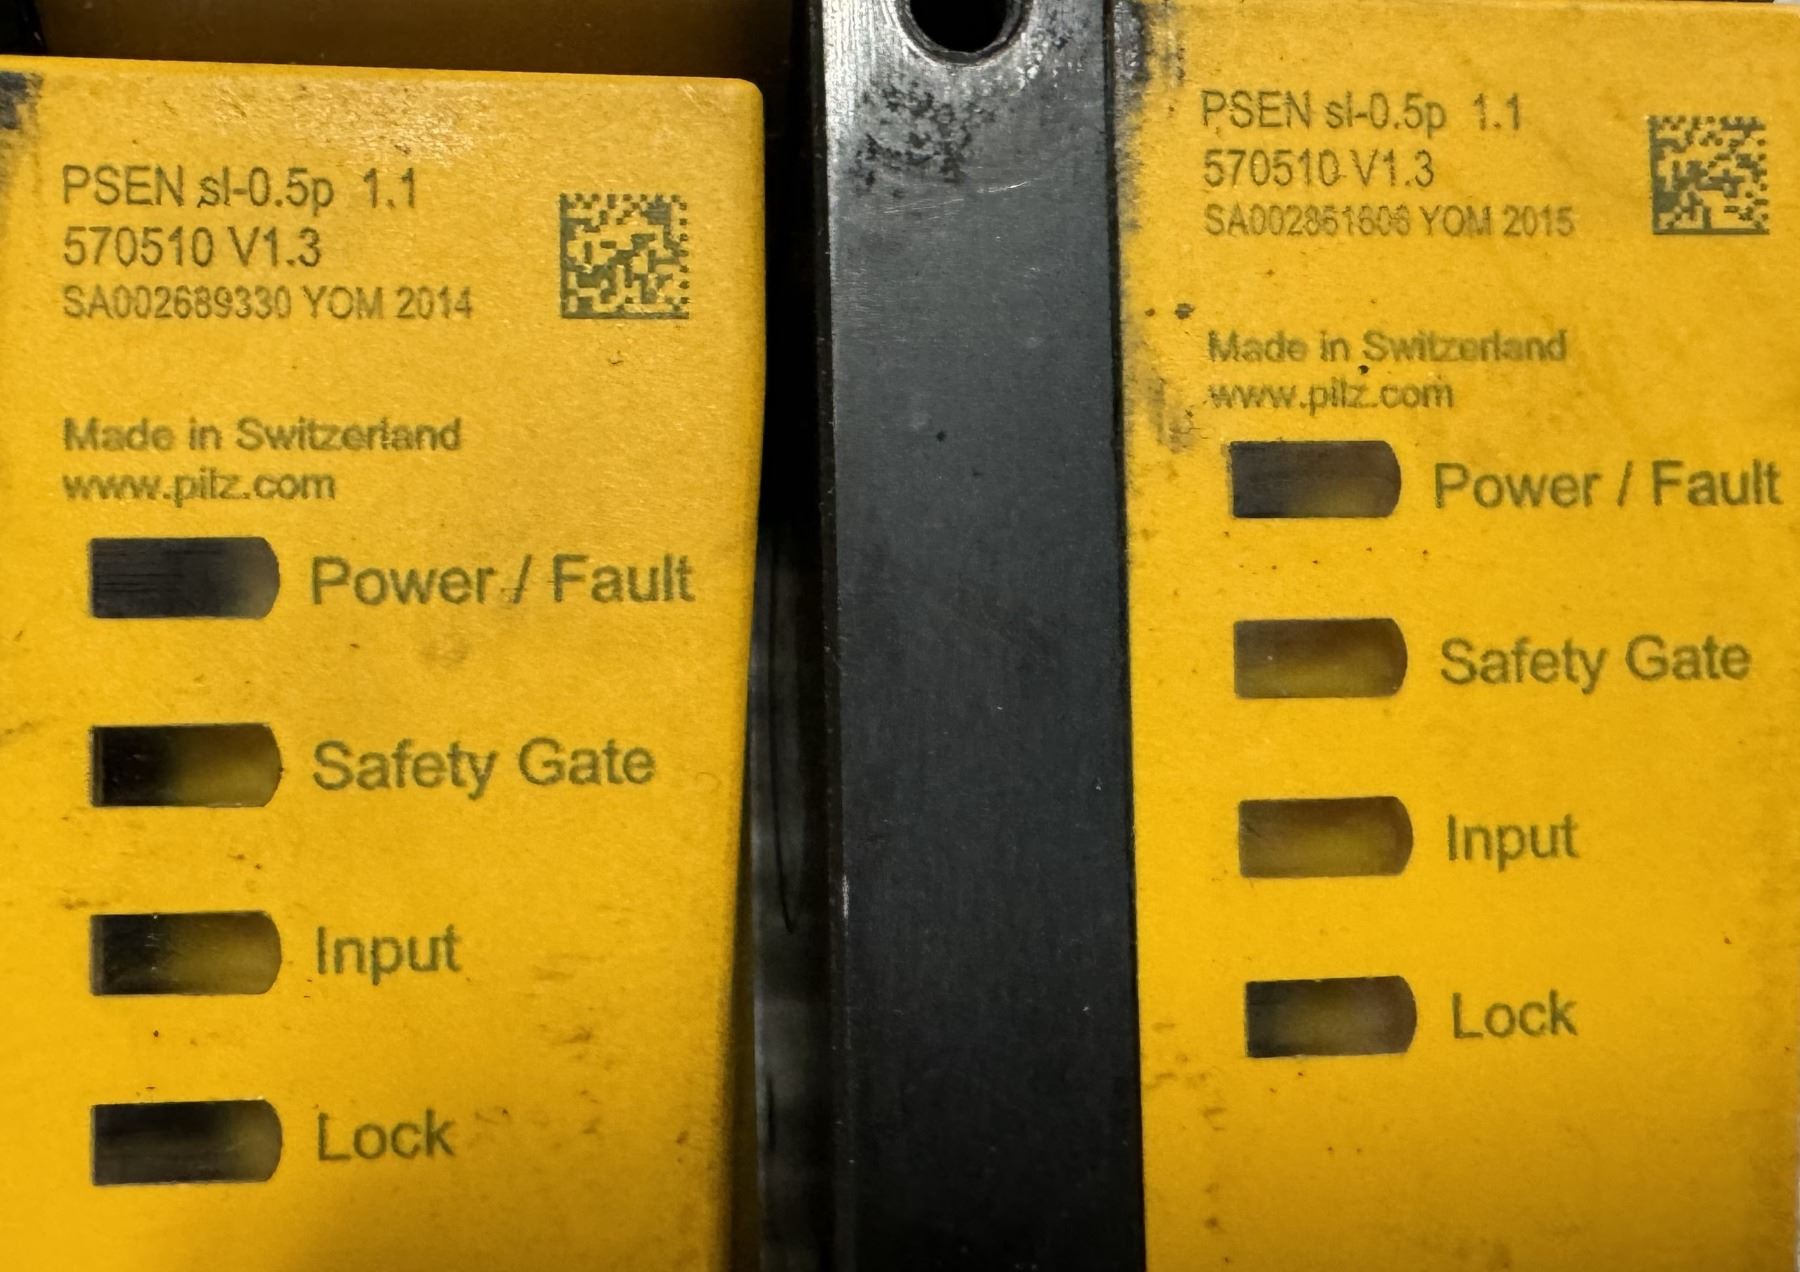 PSEN sl-0.5p 1.1
570510 V1.3
SA002689330 YOM 2014
Made in Switzerland
www.pilz.com
Power / Fault
Safety Gate
Input
Lock
PSEN sl-0.5p 1.1
570510 V1.3
YOM 2015
Made in Switzerland
www.pilz.com
Power / Fault
Safety Gate
Input
Lock